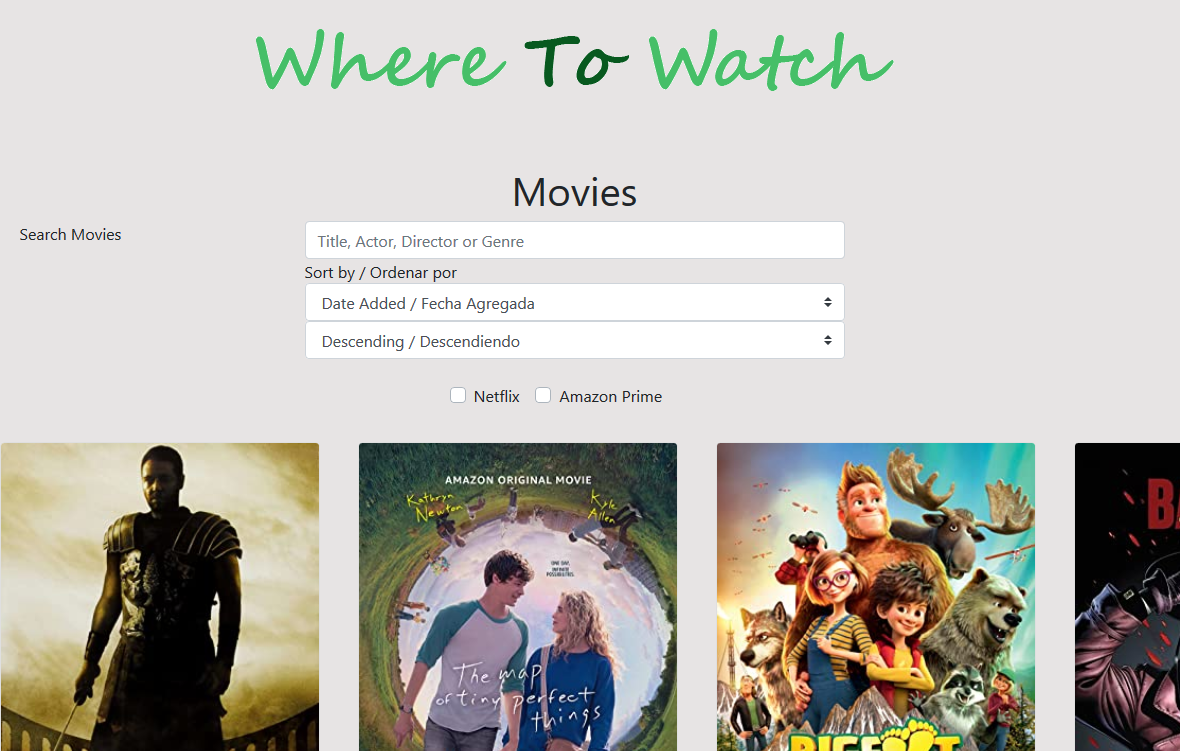 Where To Watch
Movies
Search Movies
Title, Actor, Director or Genre
Sort by / Ordenar por
Date Added / Fecha Agregada
Descending / Descendiendo
Netflix
Amazon Prime
AMAZON ORIGINAL MOVIE
Kathryn
Newton
Kyle
Allen
ONE DAY.
INFINITE
POSSIBILITIES.
The map
of tiny perfect
things
BIGFOOT
BA